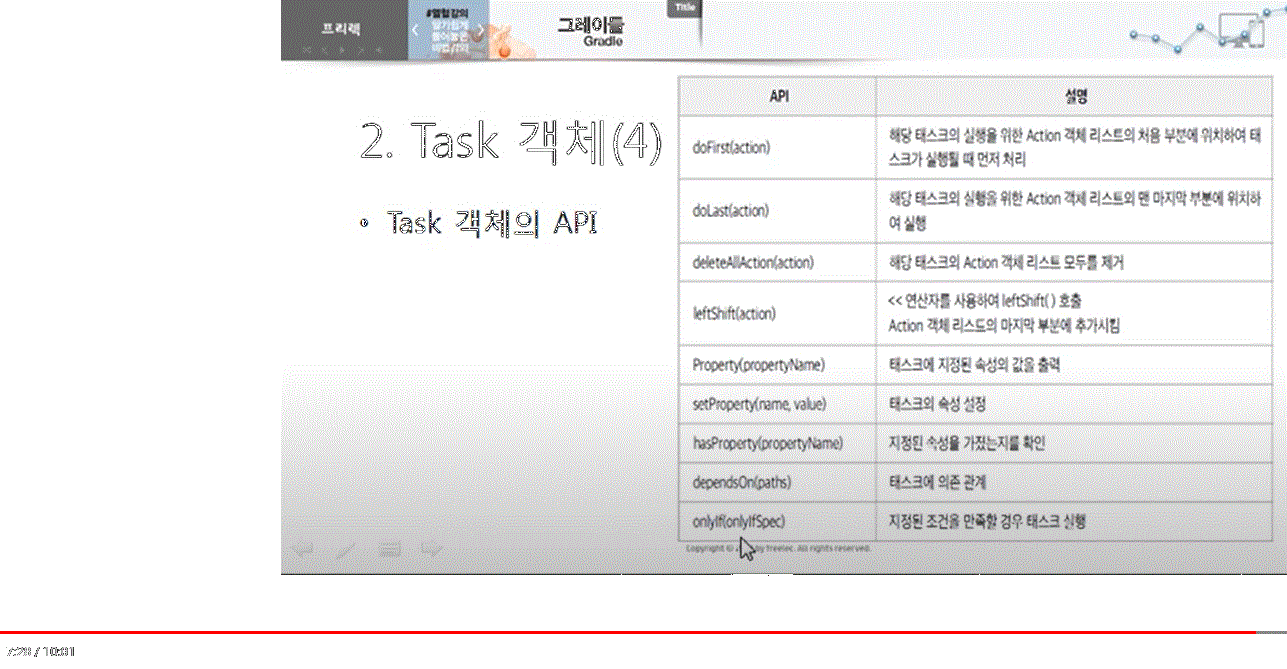 프리렉
#열혈강의
그레이들
Gradle
Title
2. Task 객체(4)
• Task 객체의 API
API 설명
doFirst(action) 해당 태스크의 실행을 위한 Action 객체 리스트의 처음 부분에 위치하여 태
스크가 실행될 때 먼저 처리
doLast(action) 해당 태스크의 실행을 위한 Action 객체 리스트의 맨 마지막 부분에 위치하
여 실행
deleteAllAction(action) 해당 태스크의 Action 객체 리스트 모두를 제거
leftShift(action) << 연산자를 사용하여 leftShift( ) 호출
Action 객체 리스트의 마지막 부분에 추가시킴
Property(propertyName) 태스크에 지정된 속성의 값을 출력
setProperty(name, value) 태스크의 속성 설정
hasProperty(propertyName) 지정된 속성을 가졌는지를 확인
dependsOn(paths) 태스크에 의존 관계
onlyIf(onlyIfSpec) 지정된 조건을 만족할 경우 태스크 실행
Copyright © by freelec. All rights reserved.
/ 10:01